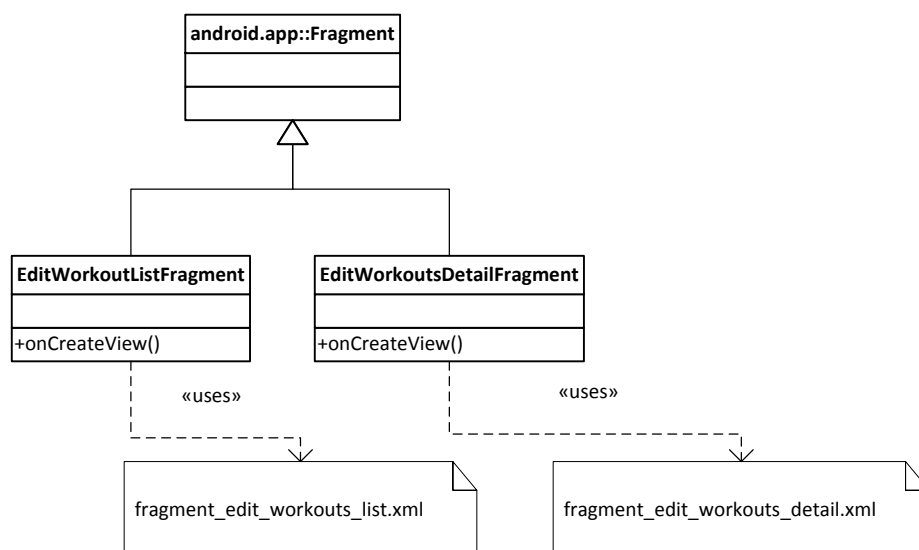 android.app::Fragment
EditWorkoutListFragment
+onCreateView()
EditWorkoutsDetailFragment
+onCreateView()
«uses»
«uses»
fragment_edit_workouts_list.xml
fragment_edit_workouts_detail.xml